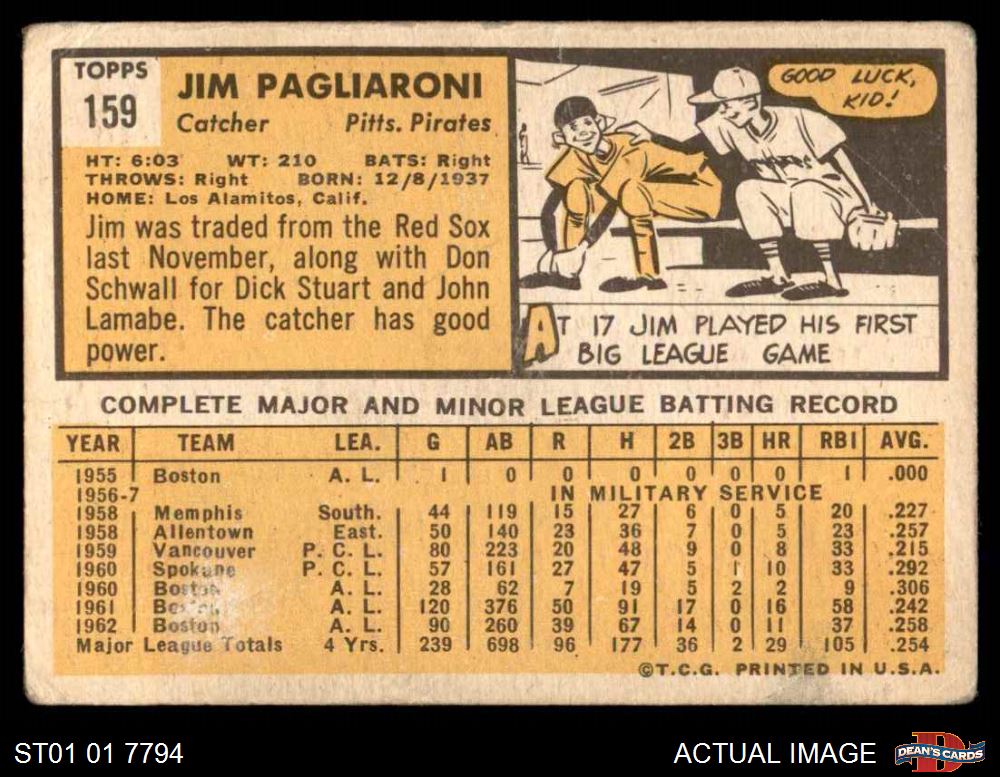 TOPPS
159
JIM PAGLIARONI
Catcher Pitts. Pirates
HT: 6:03 WT: 210 BATS: Right
THROWS: Right BORN: 12/8/1937
HOME: Los Alamitos, Calif.
Jim was traded from the Red Sox
last November, along with Don
Schwall for Dick Stuart and John
Lamabe. The catcher has good
power.
GOOD LUCK,
KID!
AT 17 JIM PLAYED HIS FIRST
BIG LEAGUE GAME
COMPLETE MAJOR AND MINOR LEAGUE BATTING RECORD
YEAR TEAM LEA. G AB R H 2B 3B HR RBI AVG.
1955 Boston A. L. 1 0 0 0 0 0 0 1 .000
1956-7 IN MILITARY SERVICE
1958 Memphis South. 44 119 15 27 6 0 5 20 .227
1958 Allentown East. 50 140 23 36 7 0 5 23 .257
1959 Vancouver P. C. L. 80 223 20 48 9 0 8 33 .215
1960 Spokane P. C. L. 57 161 27 47 5 1 10 33 .292
1960 Boston A. L. 28 62 7 19 5 2 2 9 .306
1961 Boston A. L. 120 376 50 91 17 0 16 58 .242
1962 Boston A. L. 90 260 39 67 14 0 11 37 .258
Major League Totals 4 Yrs. 239 698 96 177 36 2 29 105 .254
©T.C.G. PRINTED IN U.S.A.
ST01 01 7794
ACTUAL IMAGE
DEAN'S CARDS